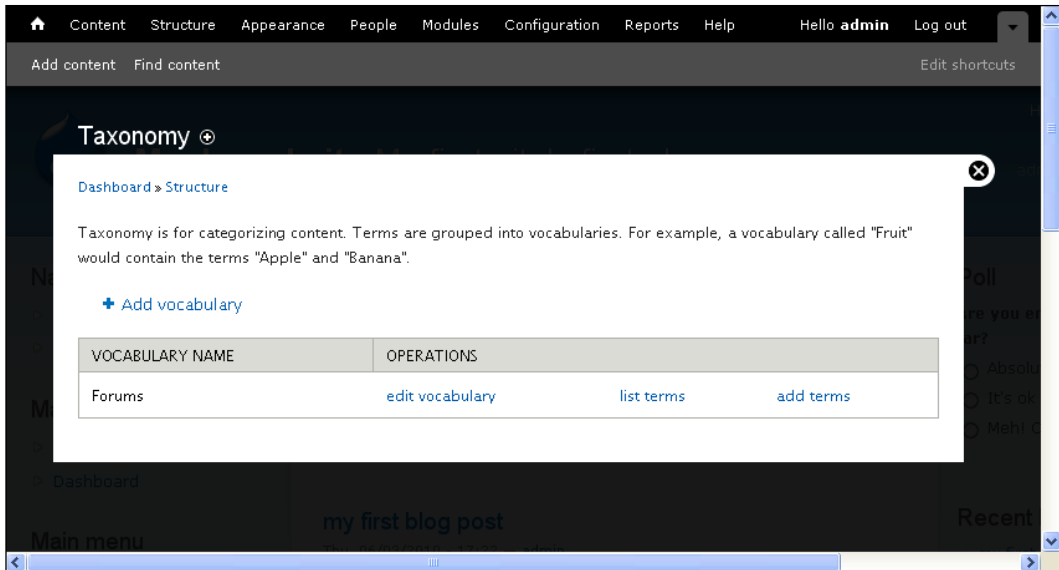 Content Structure Appearance People Modules Configuration Reports Help Hello admin Log out
Add content Find content Edit shortcuts
Taxonomy
Dashboard » Structure
Taxonomy is for categorizing content. Terms are grouped into vocabularies. For example, a vocabulary called "Fruit"
would contain the terms "Apple" and "Banana".
Add vocabulary
VOCABULARY NAME OPERATIONS
Forums edit vocabulary list terms add terms
Poll
Dashboard
my first blog post
Recent
Main menu